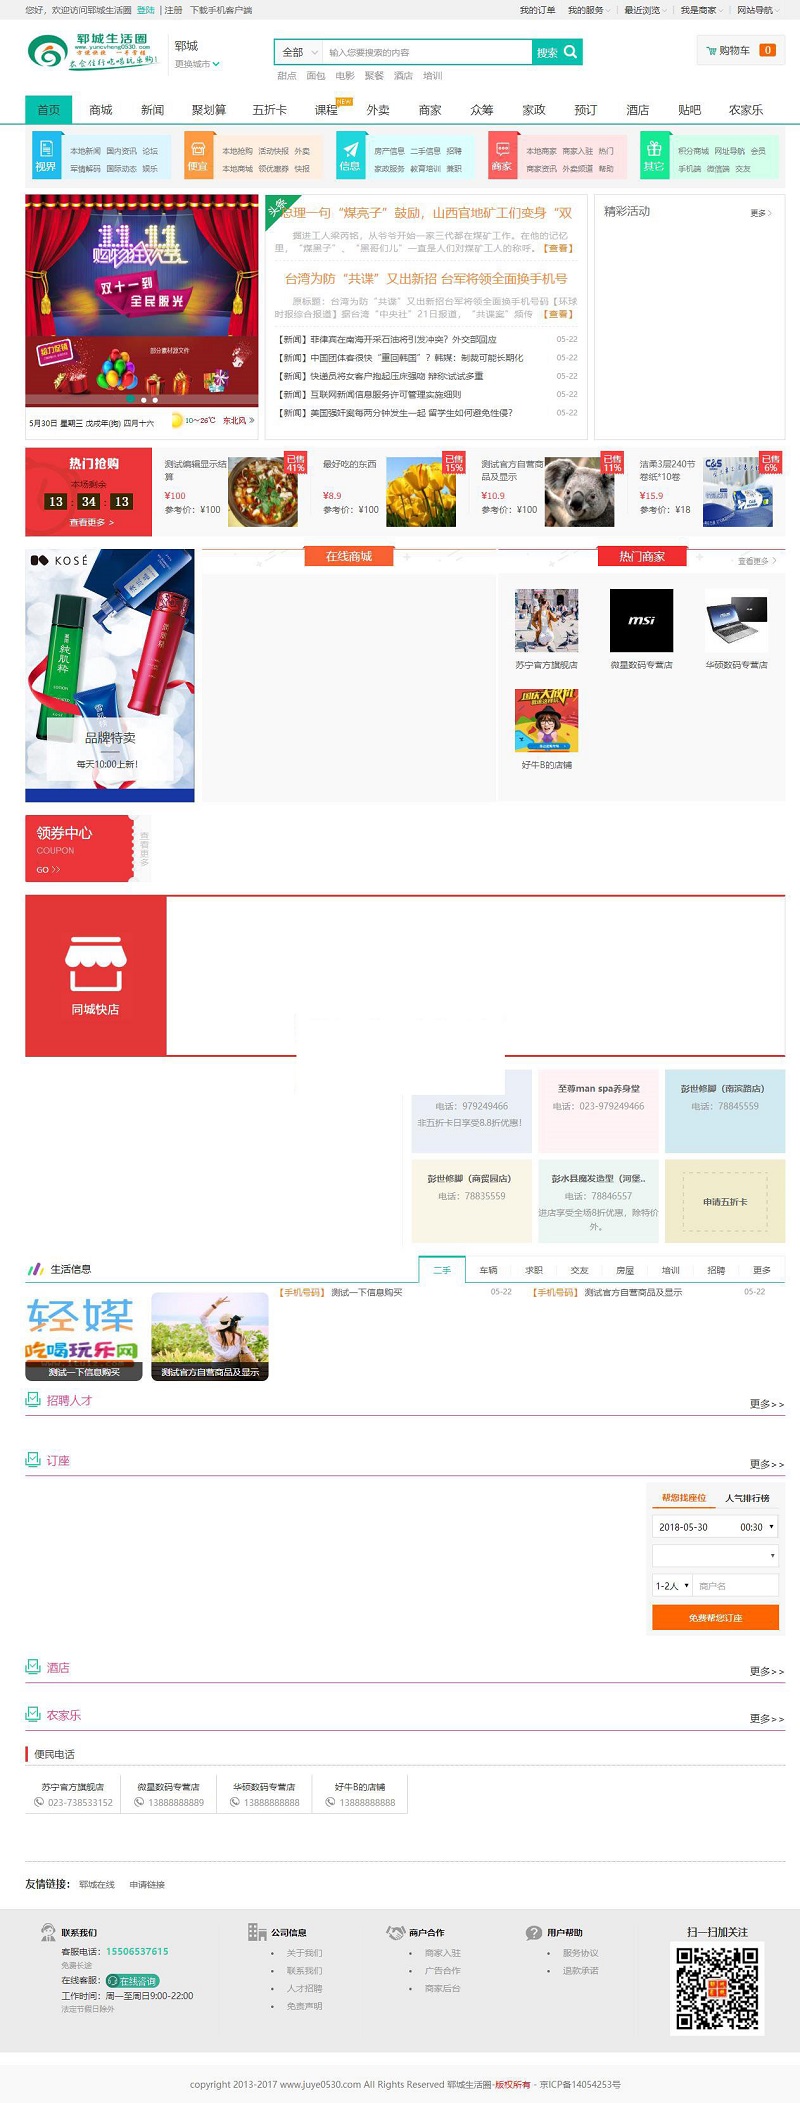 您好，欢迎访问郓城生活圈 登陆 | 注册 下载手机客户端
我的订单 我的服务 最近浏览 我是商家 网站导航
郓城生活圈
www.yuncvheng0530.com
衣食住行吃喝玩乐购!
郓城
更换城市
全部 输入您要搜索的内容 搜索
购物车 0
甜点 面包 电影 聚餐 酒店 培训
首页 商城 新闻 聚划算 五折卡 课程 NEW 外卖 商家 众筹 家政 预订 酒店 贴吧 农家乐
视界 本地新闻 国内资讯 论坛
军情解码 国际动态 娱乐
便宜 本地抢购 活动快报 外卖
本地商城 领优惠券 快报
信息 房产信息 二手信息 招聘
家政服务 教育培训 兼职
商家 本地商家 商家入驻 热门
商家资讯 外卖频道 帮助
其它 积分商城 网址导航 会员
手机端 微信端 交友
11.11
购物狂欢
双十一到
全民脱光
给力促销
部分素材源文件
5月30日 星期三 戊戌年(狗) 四月十六 10～26℃ 东北风 »
头条
总理一句“煤亮子”鼓励，山西官地矿工们变身“双
掘进工人梁芮铭，从爷爷开始一家三代都在煤矿工作。在他的记忆
里，“煤黑子”、“黑哥们儿”一直是人们对煤矿工人的称呼。【查看】
台湾为防“共谍”又出新招 台军将领全面换手机号
原标题：台湾为防“共谍”又出新招台军将领全面换手机号码【环球
时报综合报道】据台湾“中央社”21日报道，“共谍案”频传 【查看】
【新闻】菲律宾在南海开采石油将引发冲突？外交部回应 05-22
【新闻】中国团体客很快“重回韩国”？韩媒：制裁可能长期化 05-22
【新闻】快递员将女客户抱起压床强吻 辩称:试试多重 05-22
【新闻】互联网新闻信息服务许可管理实施细则 05-22
【新闻】美国强奸案每两分钟发生一起 留学生如何避免性侵？ 05-22
精彩活动 更多
热门抢购
本场剩余
13 : 34 : 13
查看更多 >
测试编辑显示结
算
¥100
参考价：¥100
已售
41%
最好吃的东西
¥8.9
参考价：¥100
已售
15%
测试官方自营商
品及显示
¥10.9
参考价：¥100
已售
11%
洁柔3层240节
卷纸*10卷
¥15.9
参考价：¥18
已售
6%
C&S
KOSÉ
品牌特卖
每天10:00上新!
在线商城
热门商家
查看更多
msi
苏宁官方旗舰店 微星数码专营店 华硕数码专营店
国庆大放价
好牛B的店铺
领券中心
COUPON
GO
同城快店
电话：979249466
非五折卡日享受8.8折优惠!
至尊man spa养身堂
电话：023-979249466
彭世修脚（南滨路店）
电话：78845559
彭世修脚（商贸园店）
电话：78835559
彭水县魔发造型（河堡..
电话：78846557
进店享受全场8折优惠，除特价
外。
申请五折卡
生活信息
二手 车辆 求职 交友 房屋 培训 招聘 更多
轻媒
吃喝玩乐网
测试一下信息购买
测试官方自营商品及显示
【手机号码】 测试一下信息购买 05-22
【手机号码】 测试官方自营商品及显示 05-22
招聘人才 更多>>
订座 更多>>
帮您找座位 人气排行榜
2018-05-30 00:30
1-2人 商户名
免费帮您订座
酒店 更多>>
农家乐 更多>>
便民电话
苏宁官方旗舰店
023-738533152
微星数码专营店
13888888889
华硕数码专营店
13888888888
好牛B的店铺
13888888888
友情链接： 郓城在线 申请链接
联系我们
客服电话：15506537615
免费长途
在线客服：在线咨询
工作时间：周一至周日9:00-22:00
法定节假日除外
公司信息
关于我们
联系我们
人才招聘
免责声明
商户合作
商家入驻
广告合作
商家后台
用户帮助
服务协议
退款承诺
扫一扫加关注
copyright 2013-2017 www.juye0530.com All Rights Reserved 郓城生活圈-版权所有 - 京ICP备14054253号